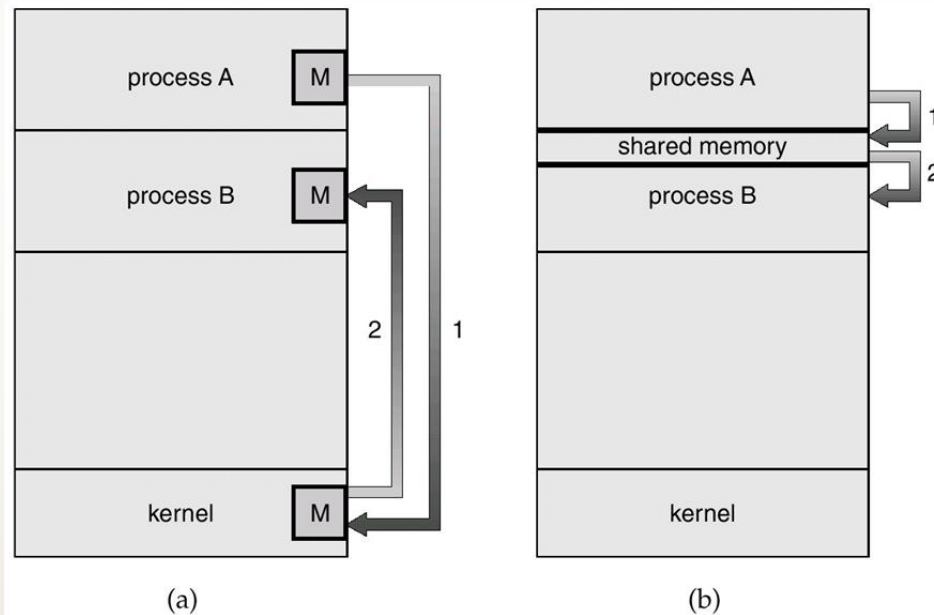 process A
M
process B
M
2
1
kernel
M
(a)
process A
1
shared memory
2
process B
kernel
(b)